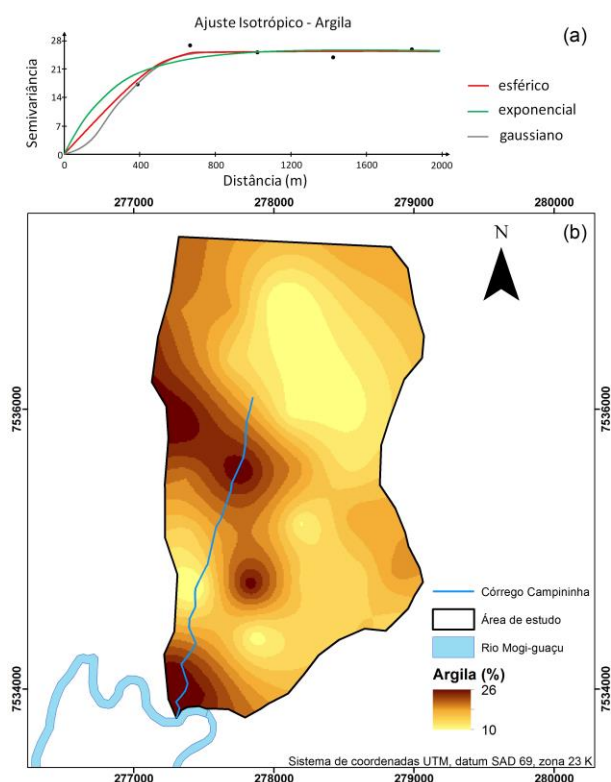 Ajuste Isotrópico - Argila
(a)
Semivariância
28
21
14
7
0
0
400
800
1200
1600
2000
Distância (m)
esférico
exponencial
gaussiano
277000
278000
279000
280000
(b)
N
7536000
7536000
7534000
7534000
Córrego Campininha
Área de estudo
Rio Mogi-guaçu
Argila (%)
26
10
Sistema de coordenadas UTM, datum SAD 69, zona 23 K
277000
278000
279000
280000